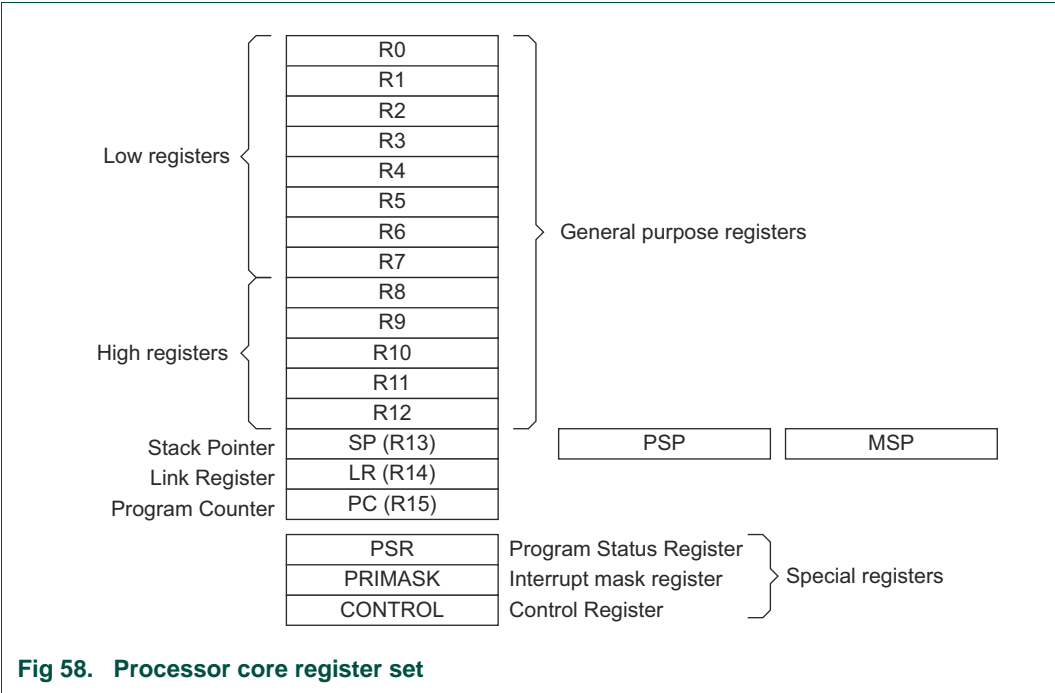 R0
R1
R2
R3
Low registers
R4
R5
R6
General purpose registers
R7
R8
R9
High registers
R10
R11
R12
Stack Pointer SP (R13) PSP MSP
Link Register LR (R14)
Program Counter PC (R15)
PSR Program Status Register
PRIMASK Interrupt mask register Special registers
CONTROL Control Register
Fig 58. Processor core register set